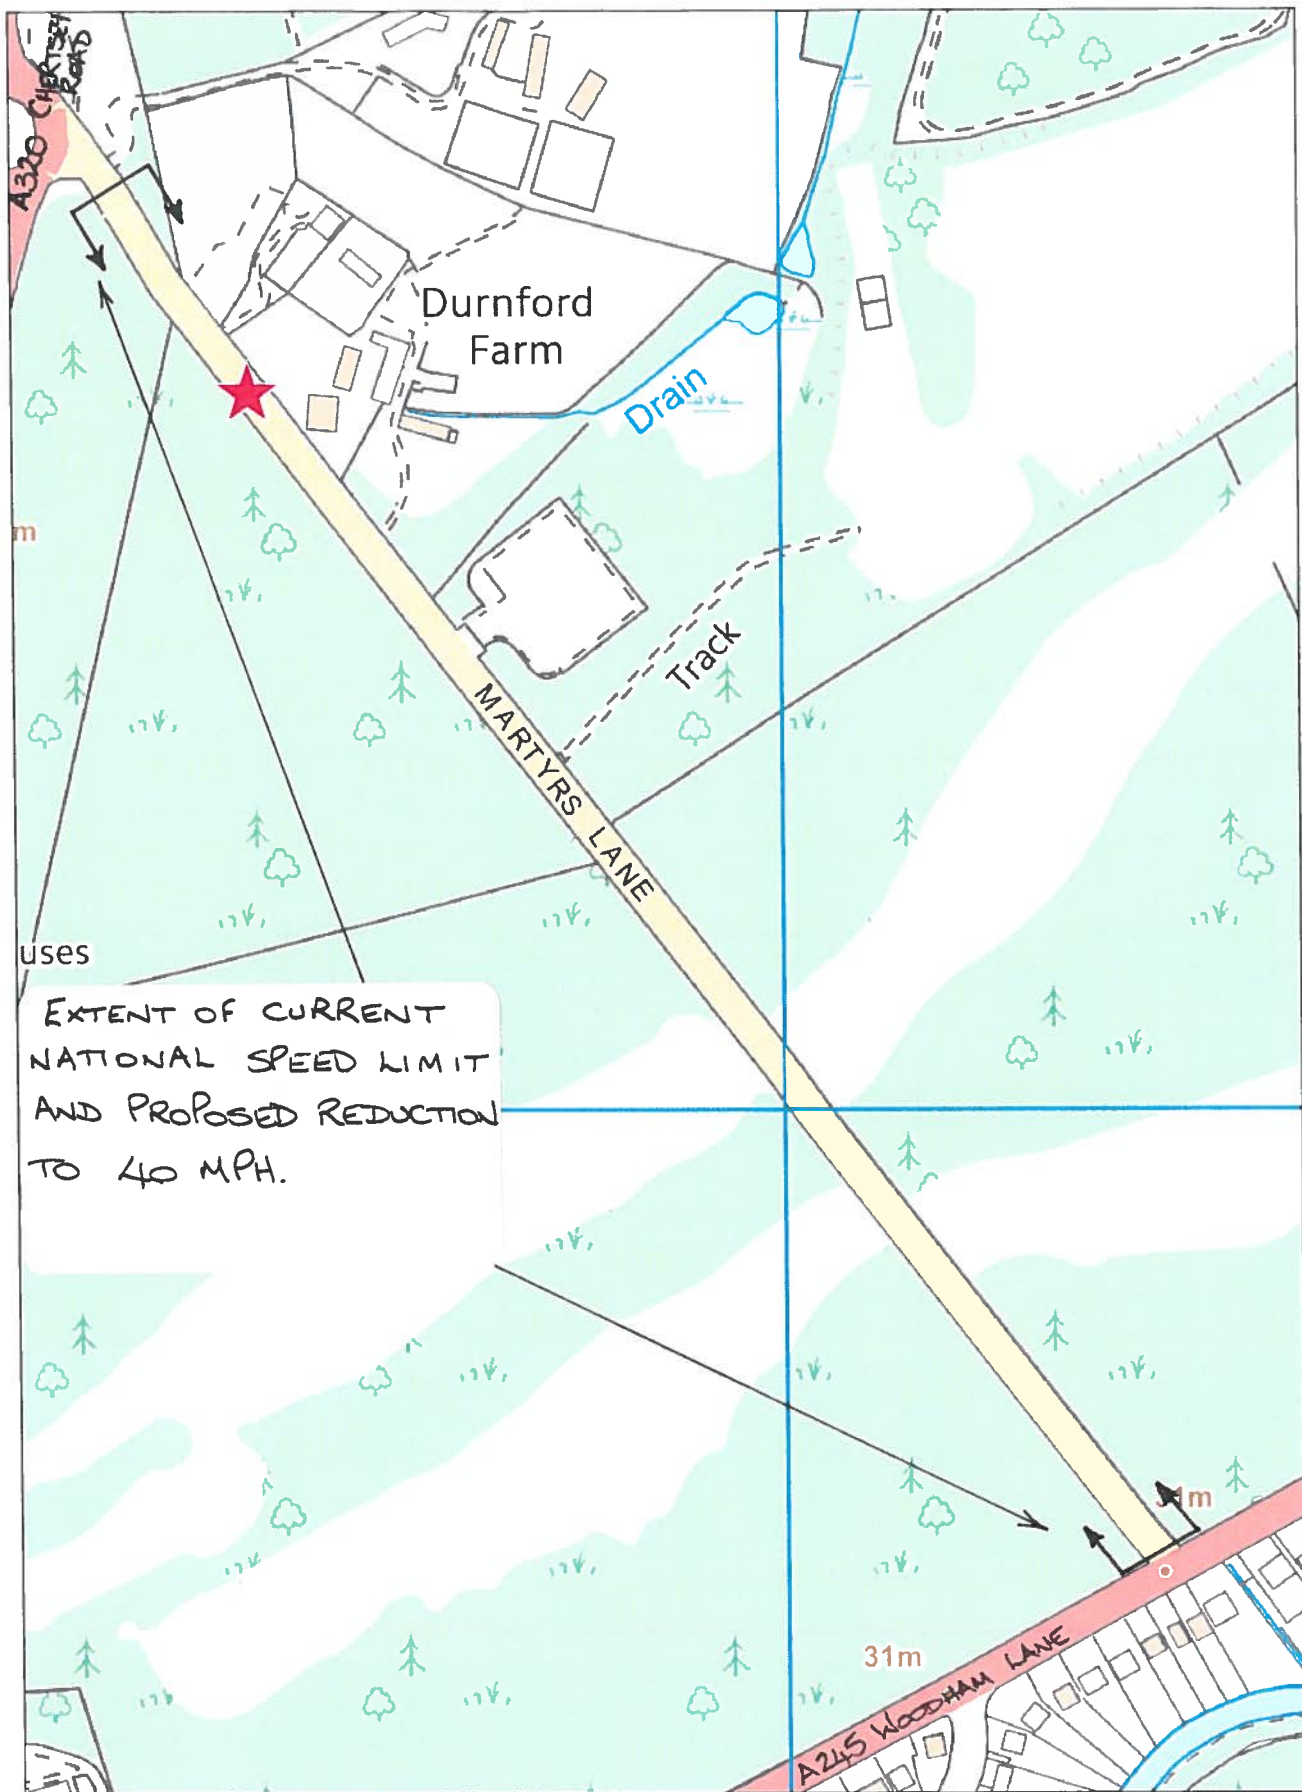 A320 CHERTSEY
ROAD
Durnford
Farm
Drain
m
Track
MARTYRS LANE
uses
EXTENT OF CURRENT
NATIONAL SPEED LIMIT
AND PROPOSED REDUCTION
TO 40 MPH.
31m
31m
A245 WOODHAM LANE